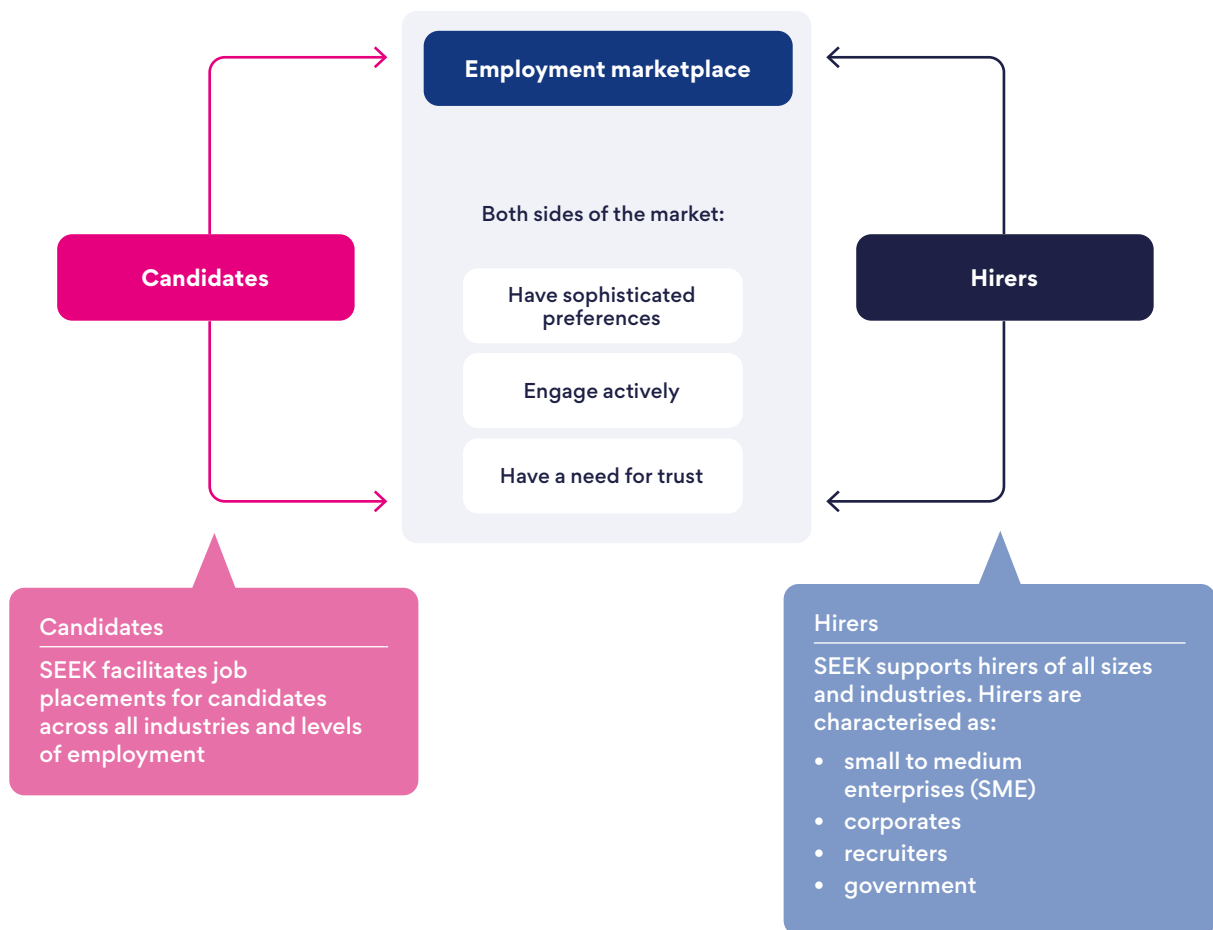 Employment marketplace
Both sides of the market:
Candidates
Hirers
Have sophisticated
preferences
Engage actively
Have a need for trust
Candidates
SEEK facilitates job
placements for candidates
across all industries and levels
of employment
Hirers
SEEK supports hirers of all sizes
and industries. Hirers are
characterised as:
• small to medium
enterprises (SME)
• corporates
• recruiters
• government